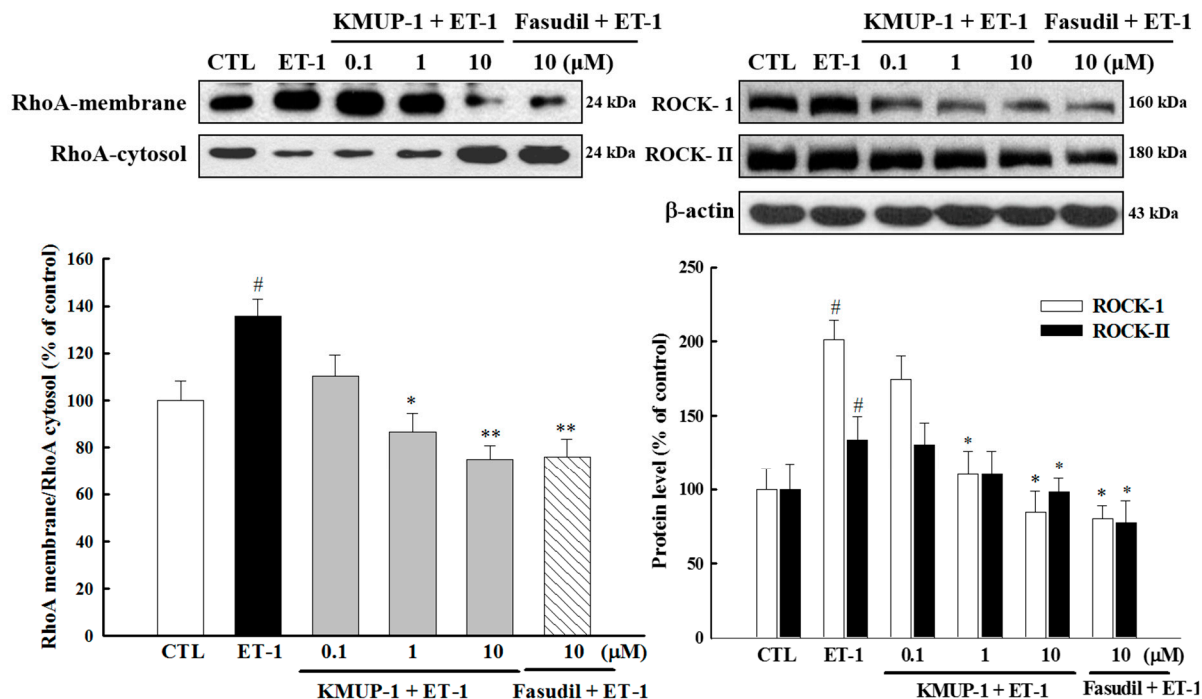 KMUP-1 + ET-1 Fasudil + ET-1
CTL ET-1 0.1 1 10 10 (μM)
RhoA-membrane 24 kDa
RhoA-cytosol 24 kDa
KMUP-1 + ET-1 Fasudil + ET-1
CTL ET-1 0.1 1 10 10 (μM)
ROCK- 1 160 kDa
ROCK- II 180 kDa
β-actin 43 kDa
RhoA membrane/RhoA cytosol (% of control)
160
140
120
100
80
60
40
20
0
#
*
**
**
CTL ET-1 0.1 1 10 10 (μM)
KMUP-1 + ET-1 Fasudil + ET-1
Protein level (% of control)
250
200
150
100
50
0
ROCK-1
ROCK-II
#
#
*
*
*
*
*
CTL ET-1 0.1 1 10 10 (μM)
KMUP-1 + ET-1 Fasudil + ET-1